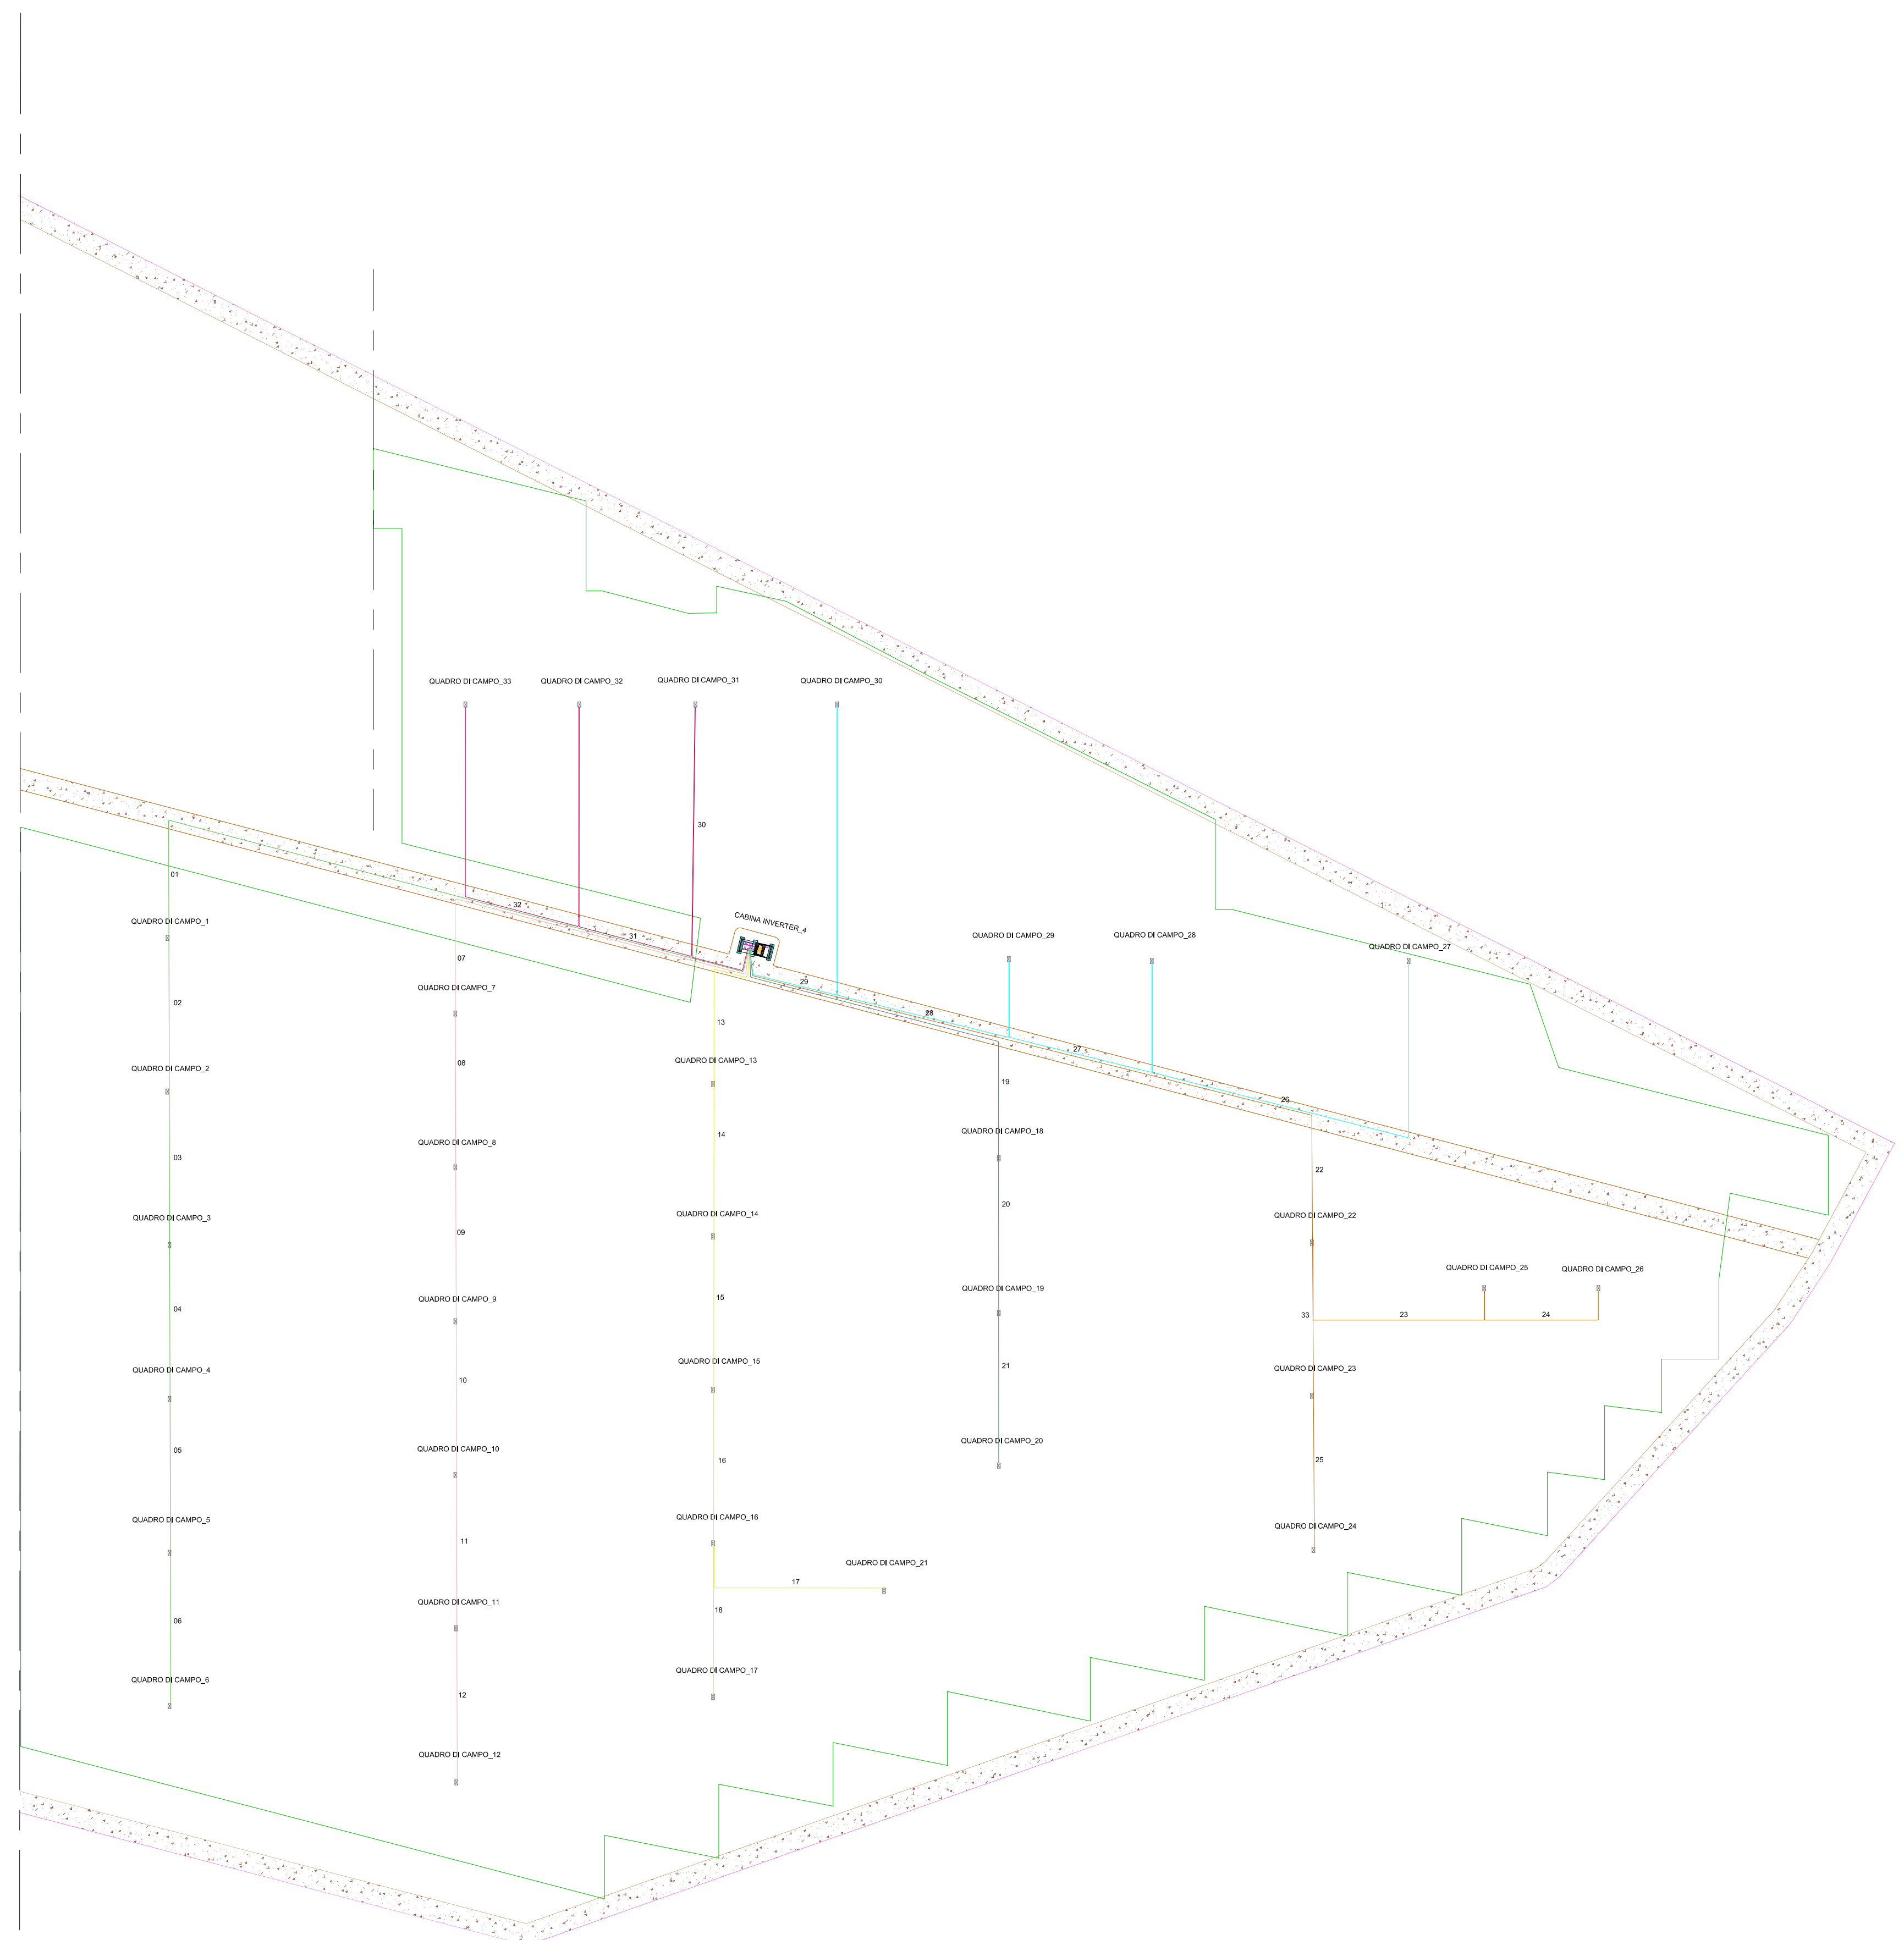 QUADRO DI CAMPO_33
QUADRO DI CAMPO_32
QUADRO DI CAMPO_31
QUADRO DI CAMPO_30
30
01
32
QUADRO DI CAMPO_1
CABINA INVERTER_4
31
QUADRO DI CAMPO_29
QUADRO DI CAMPO_28
QUADRO DI CAMPO_27
07
29
QUADRO DI CAMPO_7
02
28
13
27
08
QUADRO DI CAMPO_13
QUADRO DI CAMPO_2
19
26
QUADRO DI CAMPO_18
14
QUADRO DI CAMPO_8
03
22
20
QUADRO DI CAMPO_14
QUADRO DI CAMPO_22
QUADRO DI CAMPO_3
09
QUADRO DI CAMPO_25
QUADRO DI CAMPO_26
QUADRO DI CAMPO_19
15
QUADRO DI CAMPO_9
04
33
23
24
QUADRO DI CAMPO_15
21
QUADRO DI CAMPO_23
QUADRO DI CAMPO_4
10
QUADRO DI CAMPO_20
QUADRO DI CAMPO_10
05
25
16
QUADRO DI CAMPO_16
QUADRO DI CAMPO_5
QUADRO DI CAMPO_24
11
QUADRO DI CAMPO_21
17
QUADRO DI CAMPO_11
18
06
QUADRO DI CAMPO_17
QUADRO DI CAMPO_6
12
QUADRO DI CAMPO_12